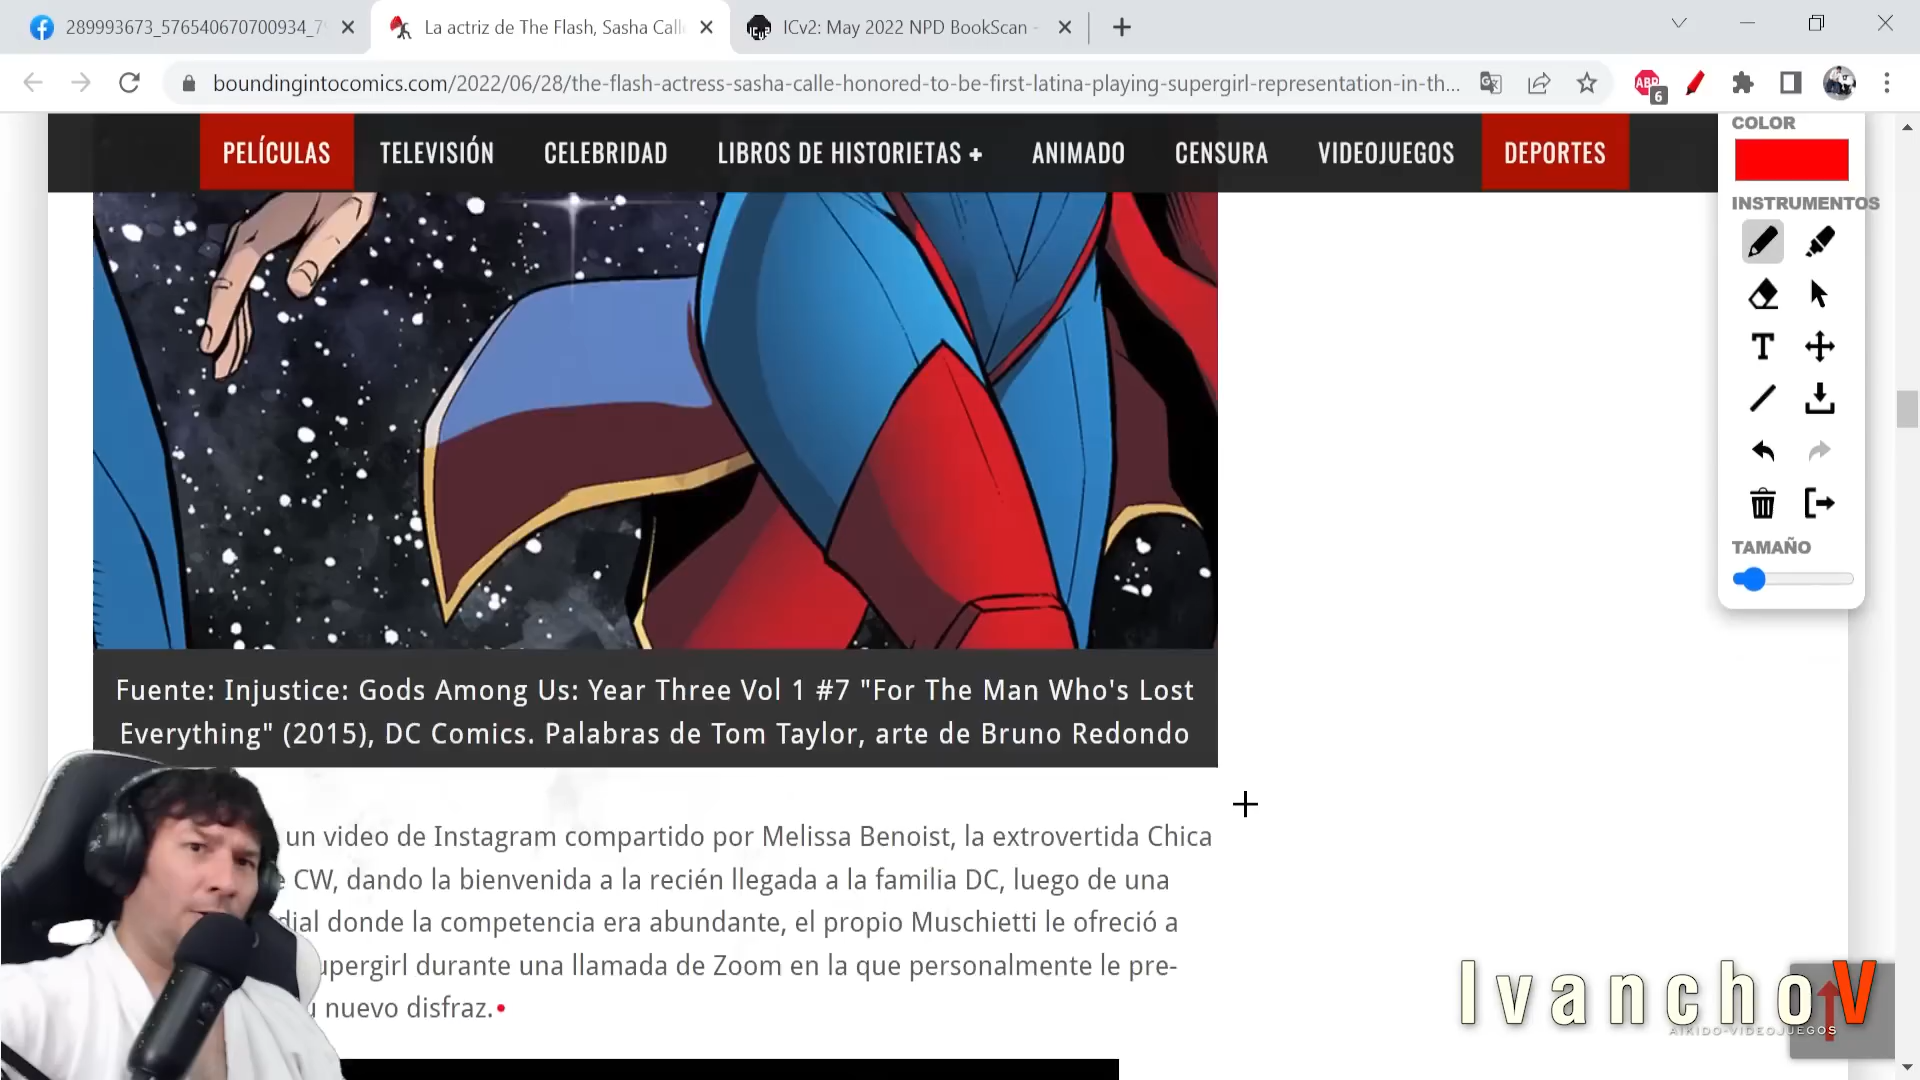 289993673_576540670700934_7
La actriz de The Flash, Sasha Calle
ICv2: May 2022 NPD BookScan -
boundingintocomics.com/2022/06/28/the-flash-actress-sasha-calle-honored-to-be-first-latina-playing-supergirl-representation-in-th...
ABP
6
PELÍCULAS TELEVISIÓN CELEBRIDAD LIBROS DE HISTORIETAS + ANIMADO CENSURA VIDEOJUEGOS DEPORTES
COLOR
INSTRUMENTOS
T
TAMAÑO
Fuente: Injustice: Gods Among Us: Year Three Vol 1 #7 "For The Man Who's Lost
Everything" (2015), DC Comics. Palabras de Tom Taylor, arte de Bruno Redondo
un video de Instagram compartido por Melissa Benoist, la extrovertida Chica
CW, dando la bienvenida a la recién llegada a la familia DC, luego de una
donde la competencia era abundante, el propio Muschietti le ofreció a
upergirl durante una llamada de Zoom en la que personalmente le pre-
nuevo disfraz.
IvanchoV
AIKIDO-VIDEOJUEGOS